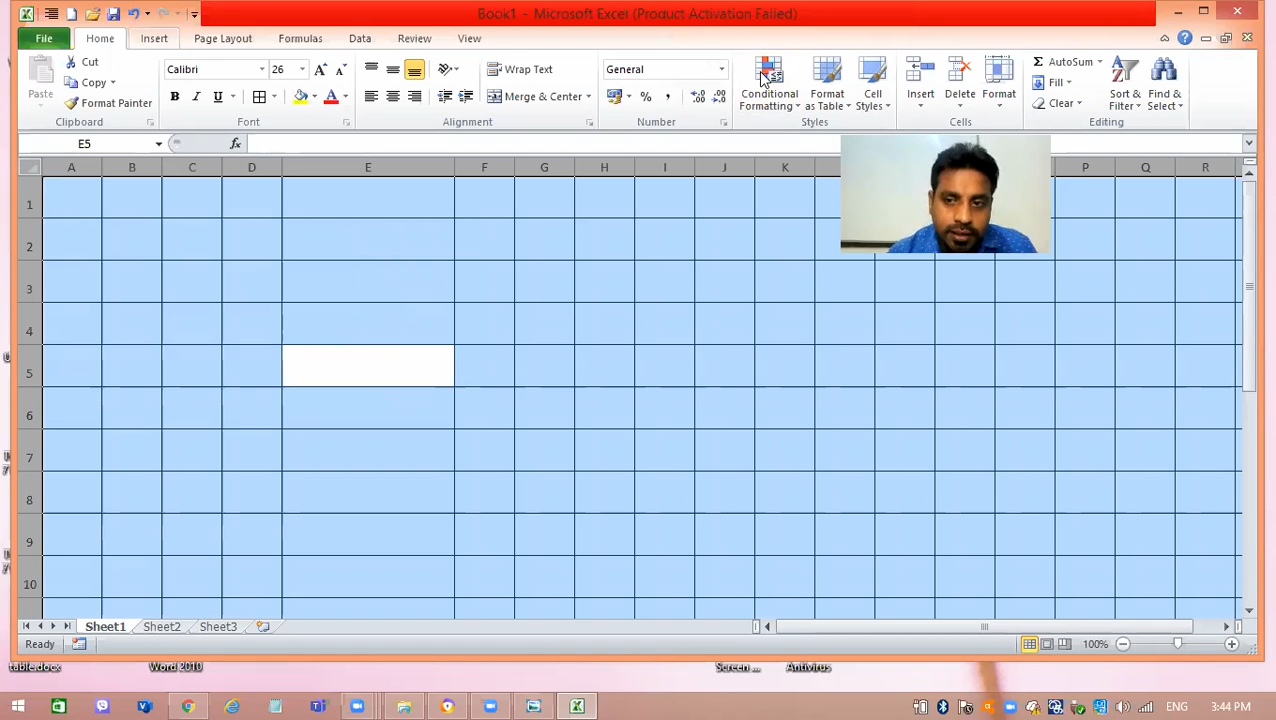 Book1 - Microsoft Excel (Product Activation Failed)
File Home Insert Page Layout Formulas Data Review View
Paste Cut Copy Format Painter Clipboard
Calibri 26 A A B I U A Font
Wrap Text Merge & Center Alignment
General % , .0 .00 .00 .0 Number
Conditional Formatting Format as Table Cell Styles Styles
Insert Delete Format Cells
Σ AutoSum Fill Clear Sort & Filter Find & Select Editing
E5 fx
A B C D E F G H I J K P Q R
1
2
3
4
5
6
7
8
9
10
Sheet1 Sheet2 Sheet3
Ready 100%
table.docx Word 2010 Screen ... Antivirus
ENG 3:44 PM